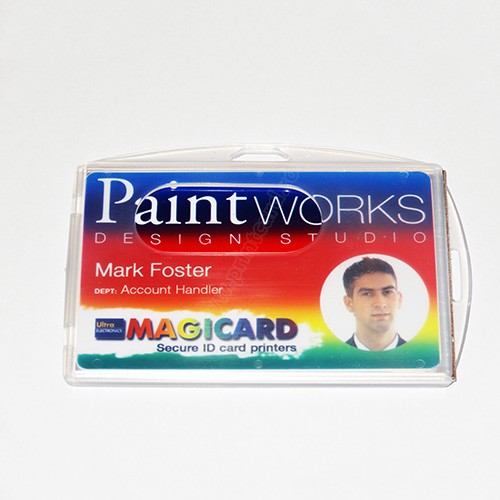 PaintWORKS
DESIGN STUDIO
Mark Foster
DEPT: Account Handler
Ultra
ELECTRONICS
MAGICARD
Secure ID card printers